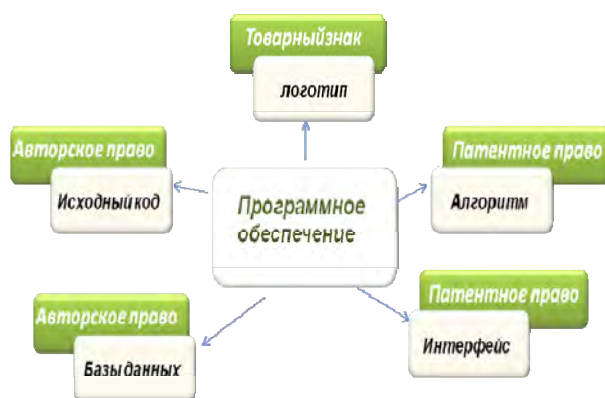 Товарныйзнак
логотип
Авторское право
Исходный код
Патентное право
Алгоритм
Программное
обеспечение
Авторское право
Базы данных
Патентное право
Интерфейс